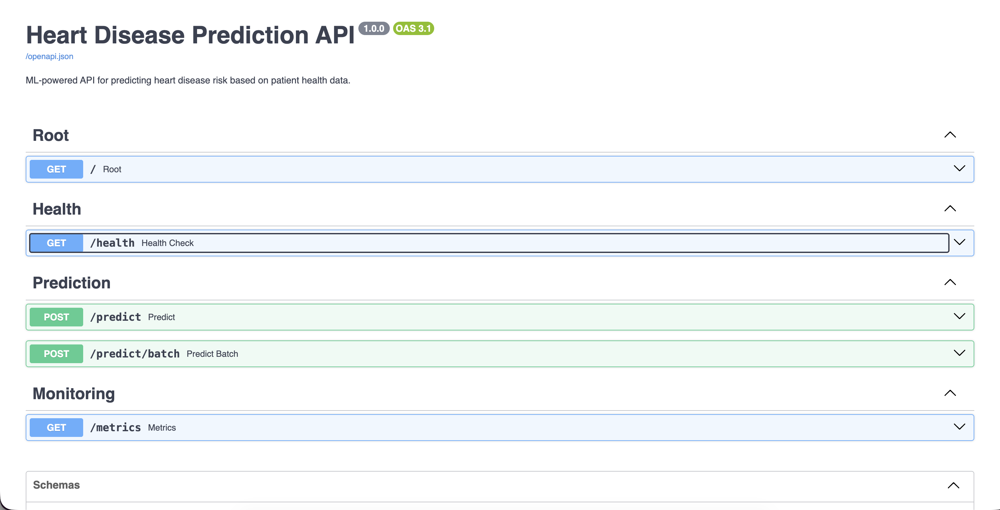 Heart Disease Prediction API 1.0.0 OAS 3.1
/openapi.json
ML-powered API for predicting heart disease risk based on patient health data.
Root
GET / Root
Health
GET /health Health Check
Prediction
POST /predict Predict
POST /predict/batch Predict Batch
Monitoring
GET /metrics Metrics
Schemas